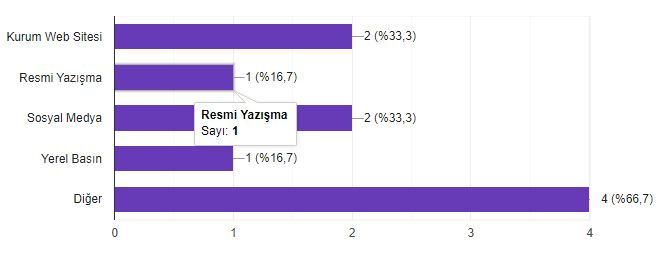 Kurum Web Sitesi
2 (%33,3)
Resmi Yazışma
1 (%16,7)
Resmi Yazışma
Sayı: 1
Sosyal Medya
2 (%33,3)
Yerel Basın
1 (%16,7)
Diğer
4 (%66,7)
0 1 2 3 4